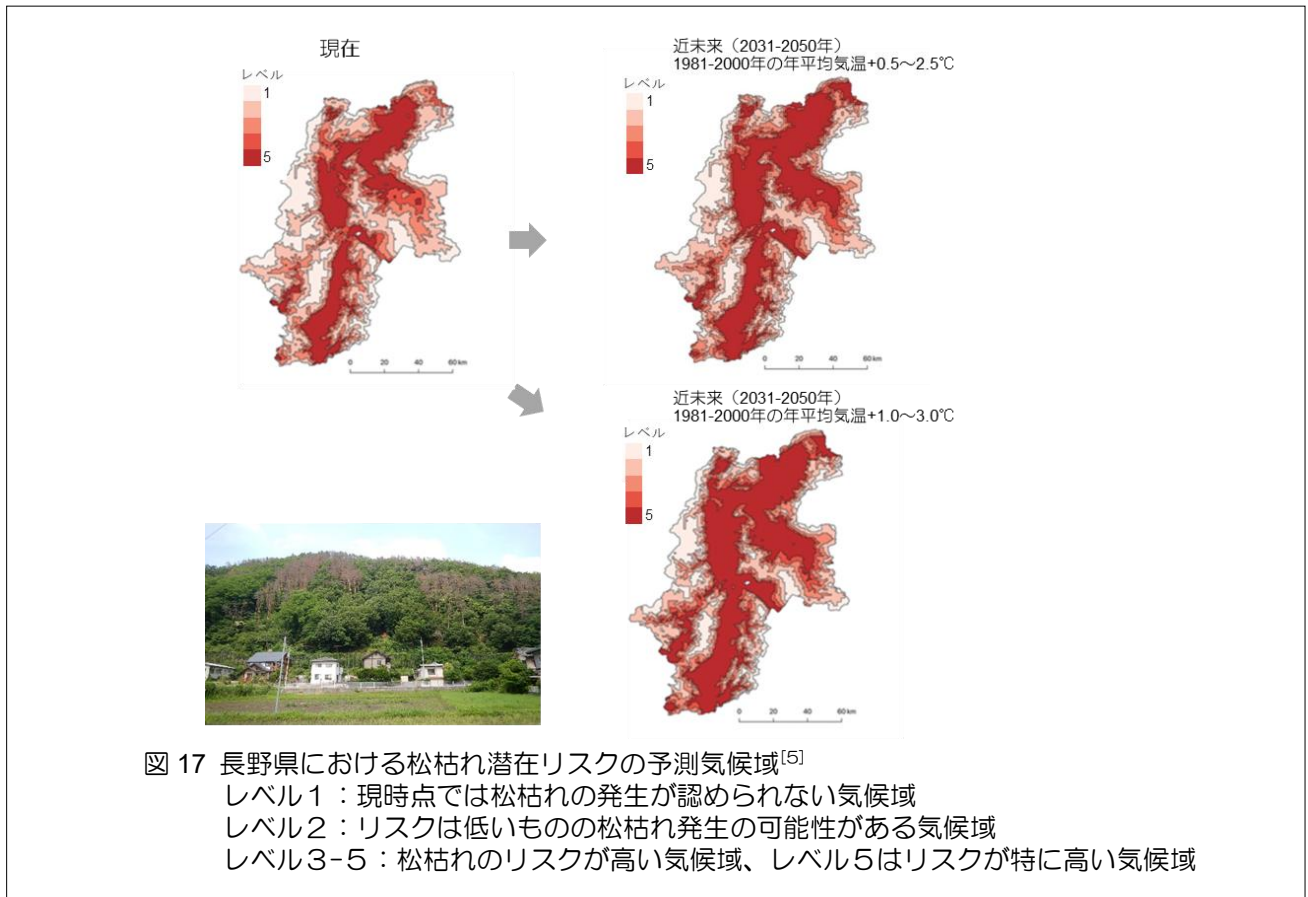 現在
レベル
1
5
0 20 40 60 km
近未来（2031-2050年）
1981-2000年の年平均気温+0.5～2.5℃
レベル
1
5
0 20 40 60 km
近未来（2031-2050年）
1981-2000年の年平均気温+1.0～3.0℃
レベル
1
5
0 20 40 60 km
図 17 長野県における松枯れ潜在リスクの予測気候域[5]
レベル１：現時点では松枯れの発生が認められない気候域
レベル２：リスクは低いものの松枯れ発生の可能性がある気候域
レベル３-５：松枯れのリスクが高い気候域、レベル５はリスクが特に高い気候域